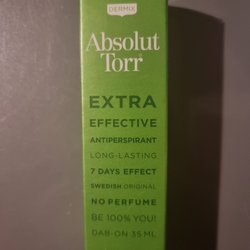 DERMIX
Absolut
Torr®
EXTRA
EFFECTIVE
ANTIPERSPIRANT
LONG-LASTING
7 DAYS EFFECT
SWEDISH ORIGINAL
NO PERFUME
BE 100% YOU!
DAB-ON 35 ML